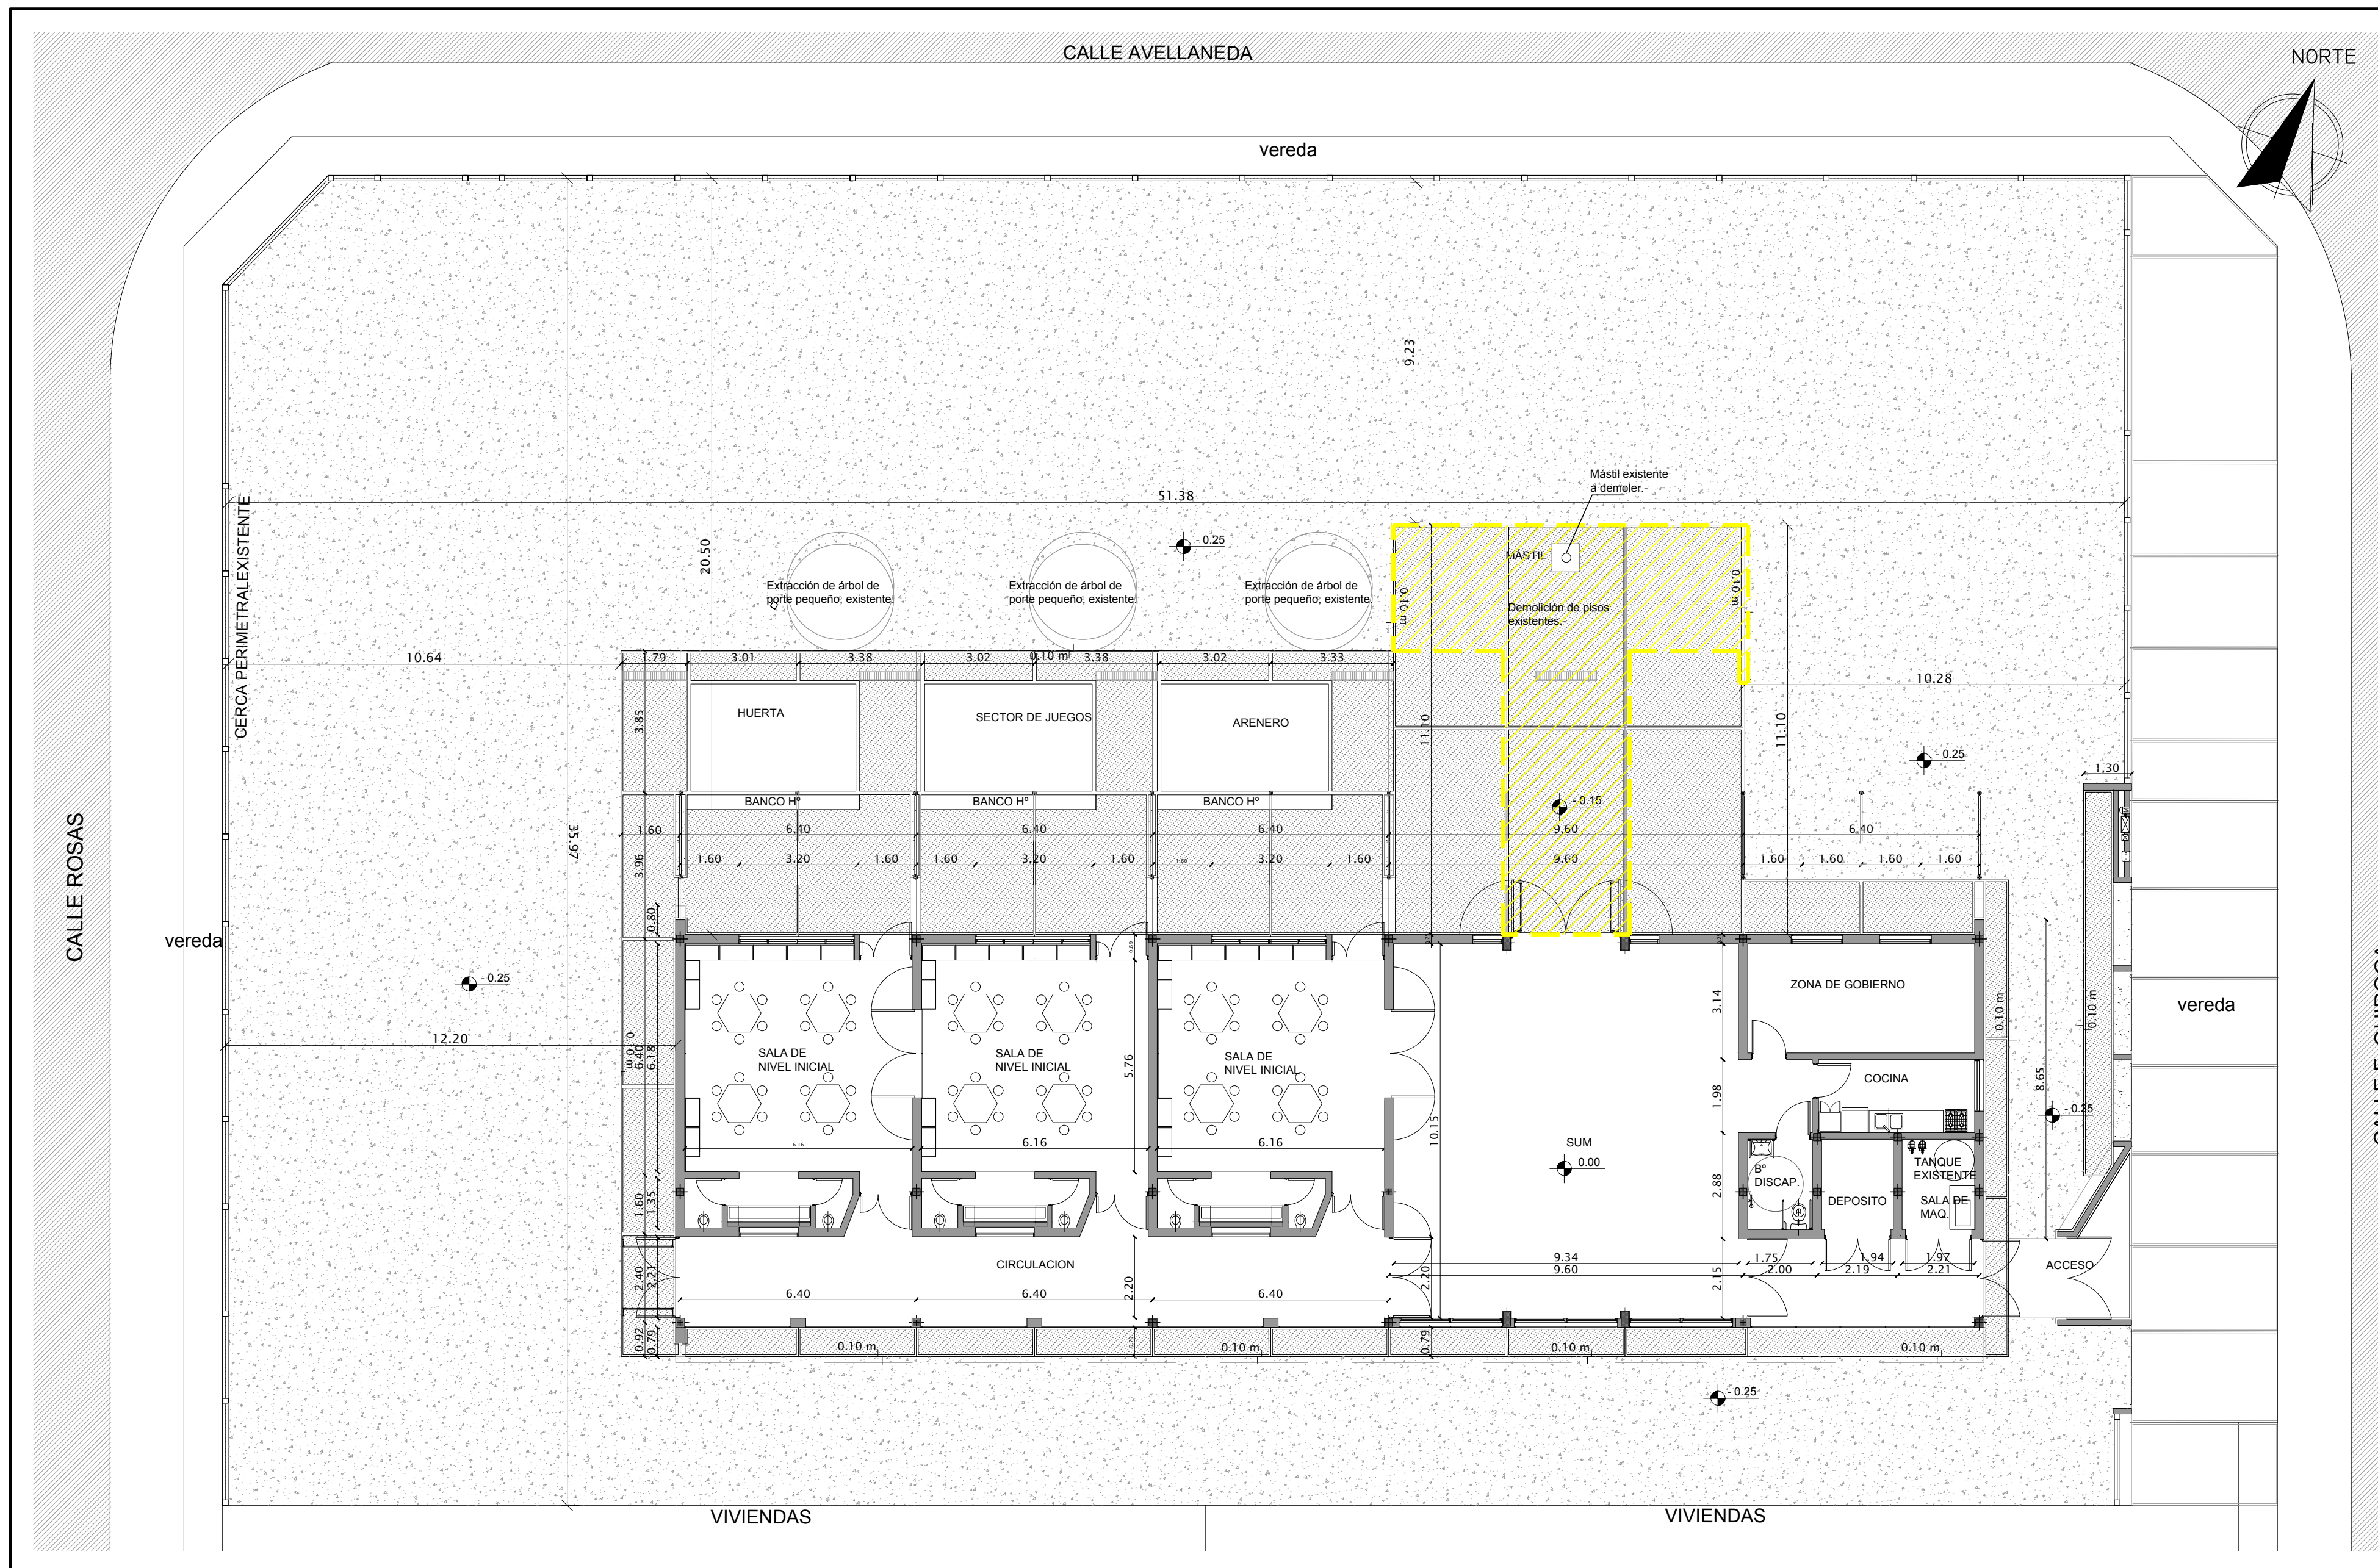 CALLE AVELLANEDA
NORTE
vereda
9.23
Mástil existente
a demoler.-
51.38
CERCA PERIMETRALEXISTENTE
20.50
- 0.25
MÁSTIL
Extracción de árbol de
porte pequeño, existente.
Extracción de árbol de
porte pequeño, existente.
Extracción de árbol de
porte pequeño, existente.
0.10 m
0.10 m
Demolición de pisos
existentes.-
10.64
1.79
3.01
3.38
3.02
0.10 m
3.38
3.02
3.33
10.28
HUERTA
SECTOR DE JUEGOS
ARENERO
3.85
11.10
11.10
- 0.25
1.30
BANCO Hº
BANCO Hº
BANCO Hº
- 0.15
CALLE ROSAS
35.97
1.60
6.40
6.40
6.40
9.60
6.40
3.96
1.60
3.20
1.60
1.60
3.20
1.60
1.60
3.20
1.60
9.60
1.60
1.60
1.60
1.60
0.80
vereda
0.69
- 0.25
3.14
ZONA DE GOBIERNO
0.10 m
0.10 m
vereda
12.20
0.10 m
6.40
6.18
SALA DE
NIVEL INICIAL
SALA DE
NIVEL INICIAL
SALA DE
NIVEL INICIAL
5.76
COCINA
1.98
8.65
- 0.25
10.15
6.16
6.16
6.16
SUM
0.00
Bº
DISCAP.
2.88
DEPOSITO
TANQUE
EXISTENTE
SALA DE
MAQ.
1.60
1.35
CIRCULACION
9.34
9.60
1.75
2.00
1.94
2.19
1.97
2.21
ACCESO
2.40
2.21
2.20
2.20
2.15
6.40
6.40
6.40
0.92
0.79
0.10 m
0.79
0.10 m
0.79
0.10 m
0.10 m
- 0.25
VIVIENDAS
VIVIENDAS